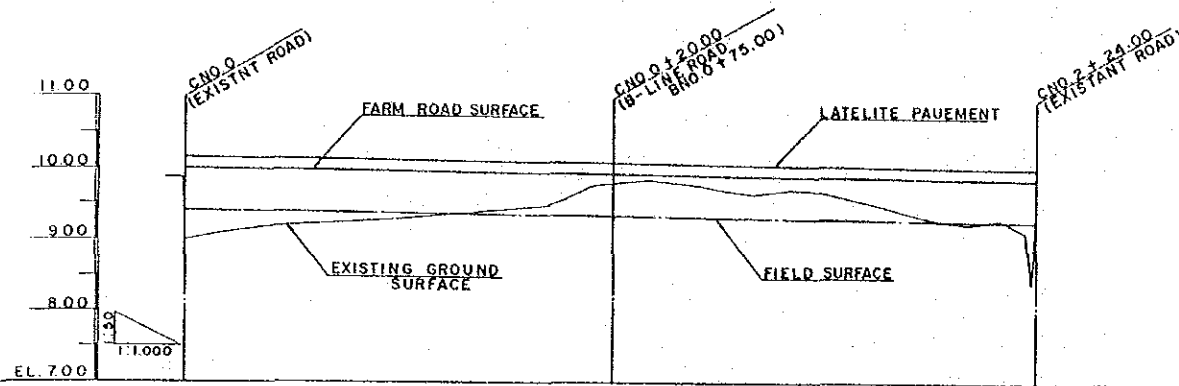 CNO.0
(EXISTNT ROAD)
CNO.0 + 20.00
(B-LINE ROAD
BNO.0 + 75.00)
CNO.2 + 24.00
(EXISTANT ROAD)
11.00
FARM ROAD SURFACE
LATELITE PAUEMENT
10.00
9.00
EXISTING GROUND
SURFACE
FIELD SURFACE
8.00
1:50
1:1.000
EL. 7.00